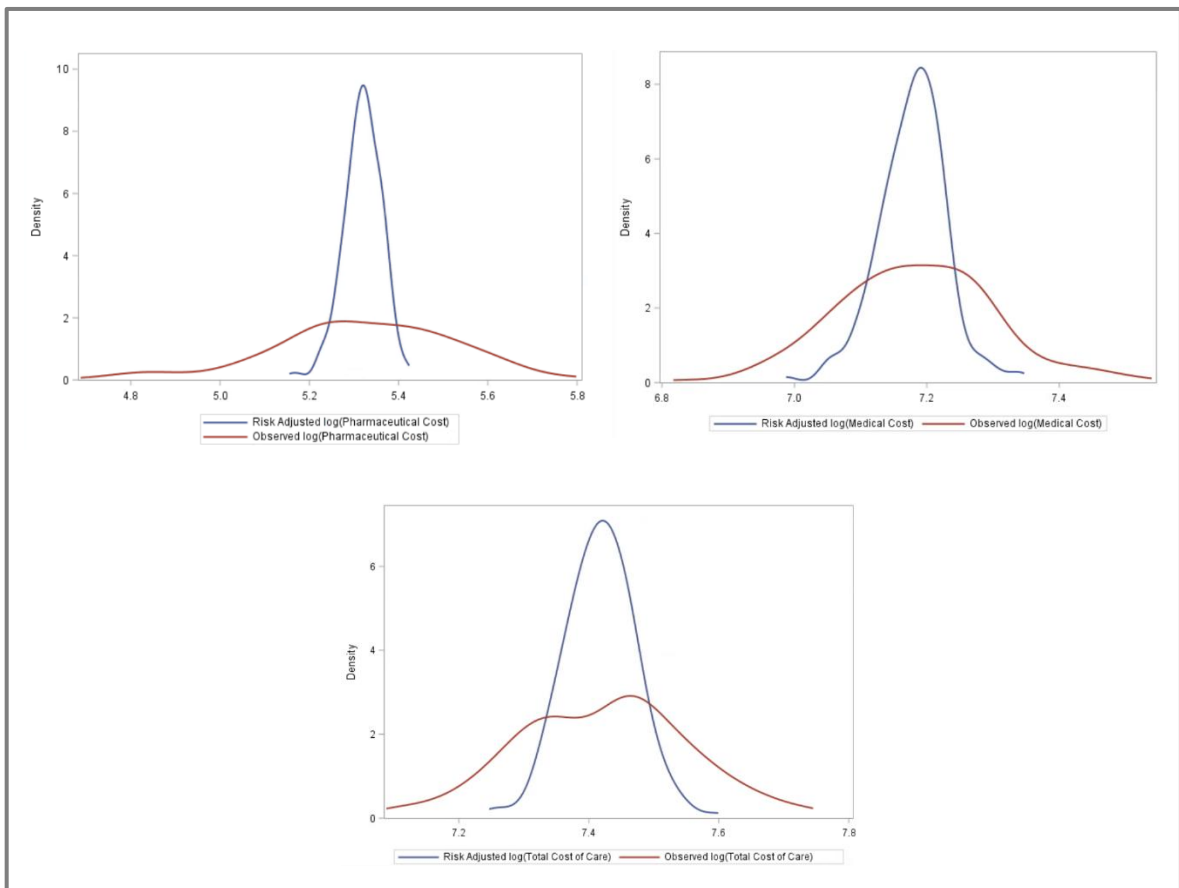 10
8
6
4
2
0
Density
4.8 5.0 5.2 5.4 5.6 5.8
Risk Adjusted log(Pharmaceutical Cost)
Observed log(Pharmaceutical Cost)
8
6
4
2
0
Density
6.8 7.0 7.2 7.4
Risk Adjusted log(Medical Cost) Observed log(Medical Cost)
6
4
2
0
Density
7.2 7.4 7.6 7.8
Risk Adjusted log(Total Cost of Care) Observed log(Total Cost of Care)